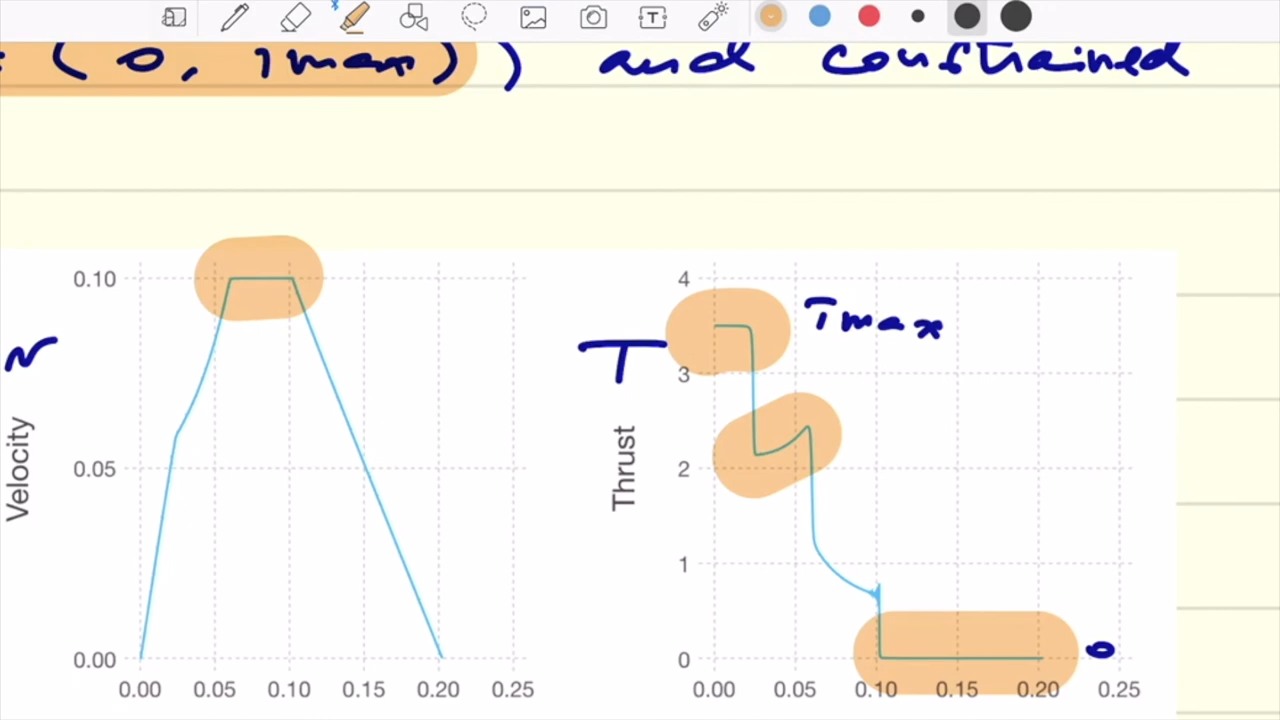 T
= (0, Tmax)) and constrained
0.10
0.05
0.00
Velocity
v
0.00 0.05 0.10 0.15 0.20 0.25
T
Thrust
Tmax
4
3
2
1
0
0
0.00 0.05 0.10 0.15 0.20 0.25